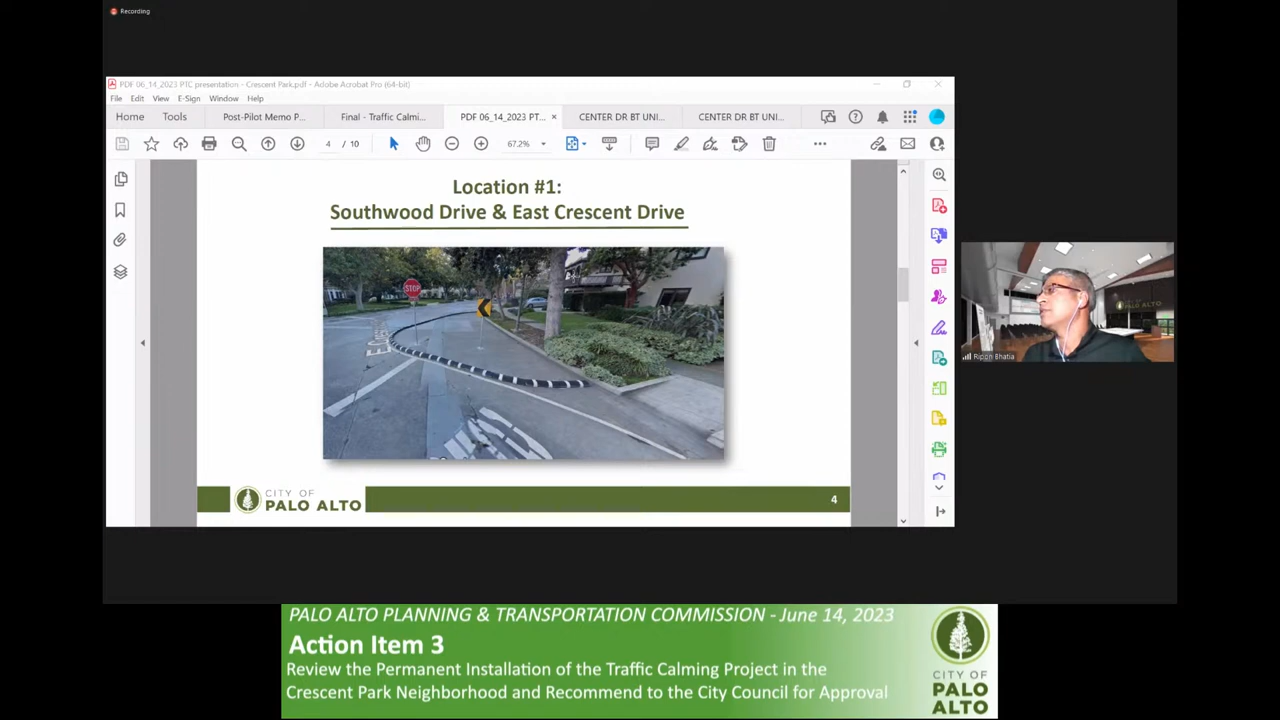 Recording
PDF 06_14_2023 PTC presentation - Crescent Park.pdf - Adobe Acrobat Pro (64-bit)
File Edit View E-Sign Window Help
Home Tools Post-Pilot Memo P... Final - Traffic Calmi... PDF 06_14_2023 PT... × CENTER DR BT UNI... CENTER DR BT UNI...
4 / 10 67.2%
Location #1:
Southwood Drive & East Crescent Drive
STOP
CITY OF
PALO ALTO
4
PALO ALTO
Ripon Bhatia
PALO ALTO PLANNING & TRANSPORTATION COMMISSION - June 14, 2023
Action Item 3
Review the Permanent Installation of the Traffic Calming Project in the
Crescent Park Neighborhood and Recommend to the City Council for Approval
CITY OF
PALO
ALTO